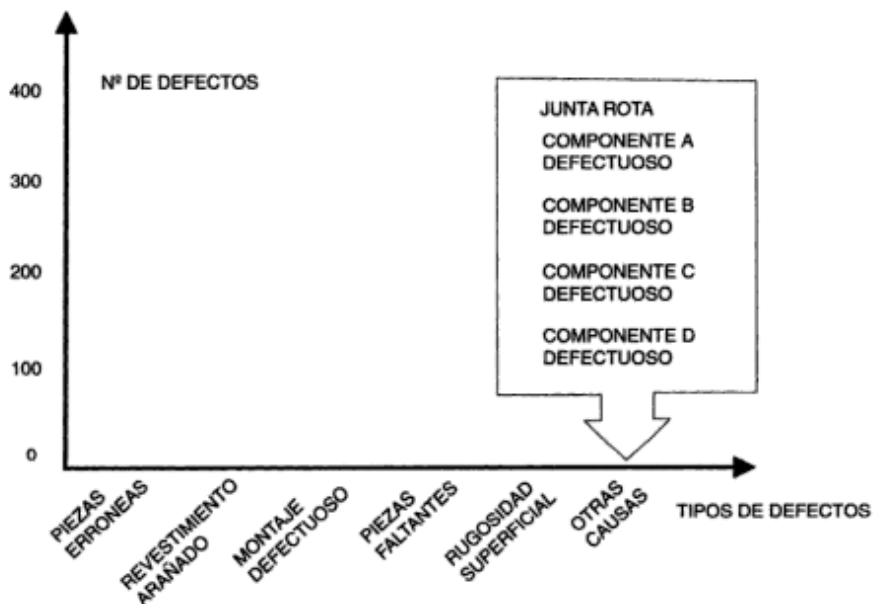 Nº DE DEFECTOS
400
300
200
100
0
JUNTA ROTA
COMPONENTE A
DEFECTUOSO
COMPONENTE B
DEFECTUOSO
COMPONENTE C
DEFECTUOSO
COMPONENTE D
DEFECTUOSO
PIEZAS
ERRONEAS
REVESTIMIENTO
ARAÑADO
MONTAJE
DEFECTUOSO
PIEZAS
FALTANTES
RUGOSIDAD
SUPERFICIAL
OTRAS
CAUSAS
TIPOS DE DEFECTOS